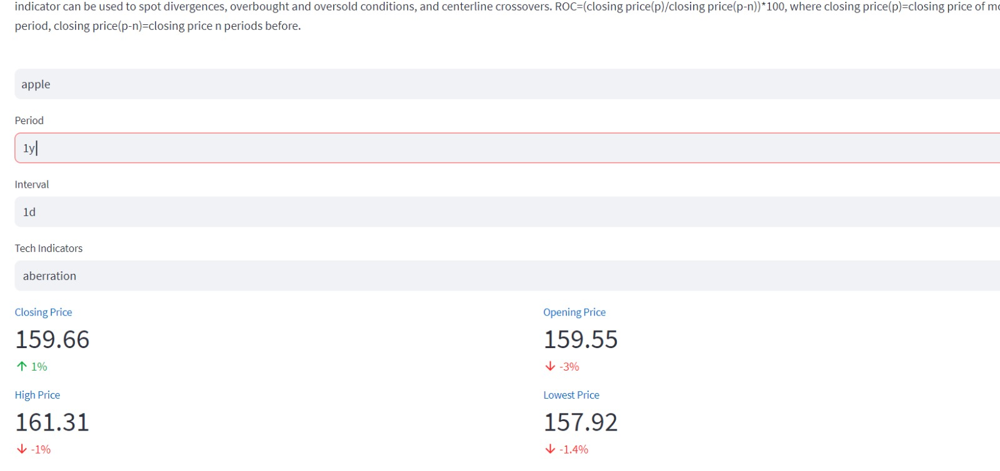 indicator can be used to spot divergences, overbought and oversold conditions, and centerline crossovers. ROC=(closing price(p)/closing price(p-n))*100, where closing price(p)=closing price of
period, closing price(p-n)=closing price n periods before.
apple
Period
1y
Interval
1d
Tech Indicators
aberration
Closing Price
Opening Price
159.66
159.55
↑ 1%
↓ -3%
High Price
Lowest Price
161.31
157.92
↓ -1%
↓ -1.4%